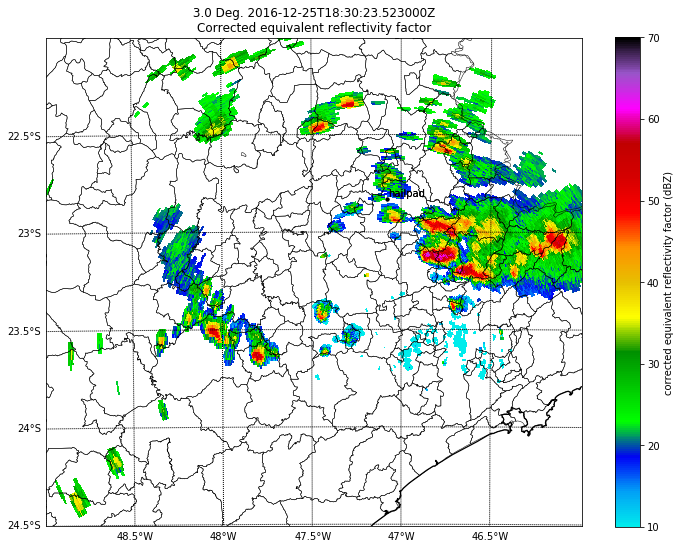 3.0 Deg. 2016-12-25T18:30:23.523000Z
Corrected equivalent reflectivity factor
22.5°S
23°S
23.5°S
24°S
24.5°S
48.5°W
48°W
47.5°W
47°W
46.5°W
70
60
50
40
30
20
10
corrected equivalent reflectivity factor (dBZ)